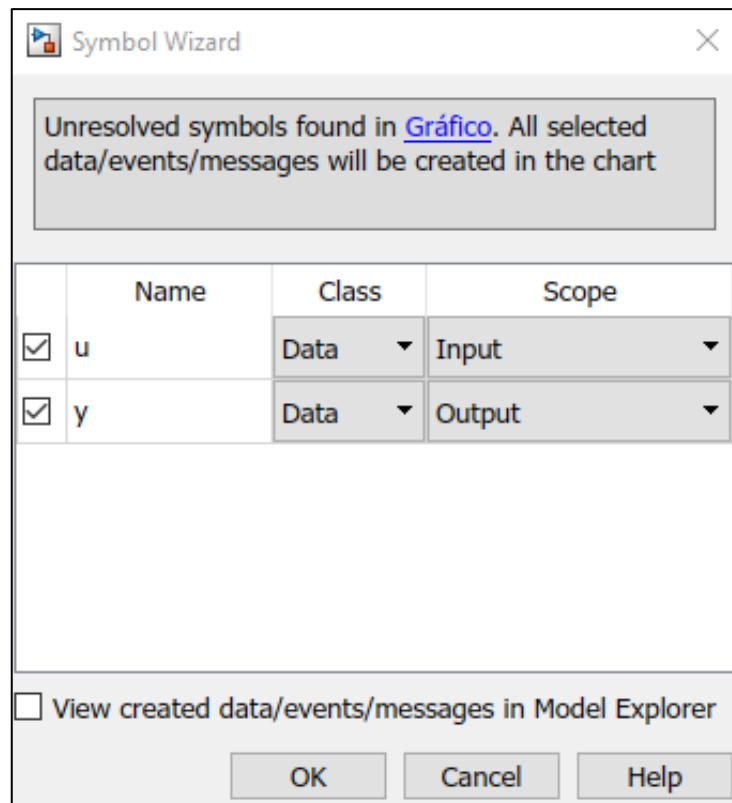 Symbol Wizard
Unresolved symbols found in Gráfico. All selected
data/events/messages will be created in the chart
Name Class Scope
u Data Input
y Data Output
View created data/events/messages in Model Explorer
OK Cancel Help